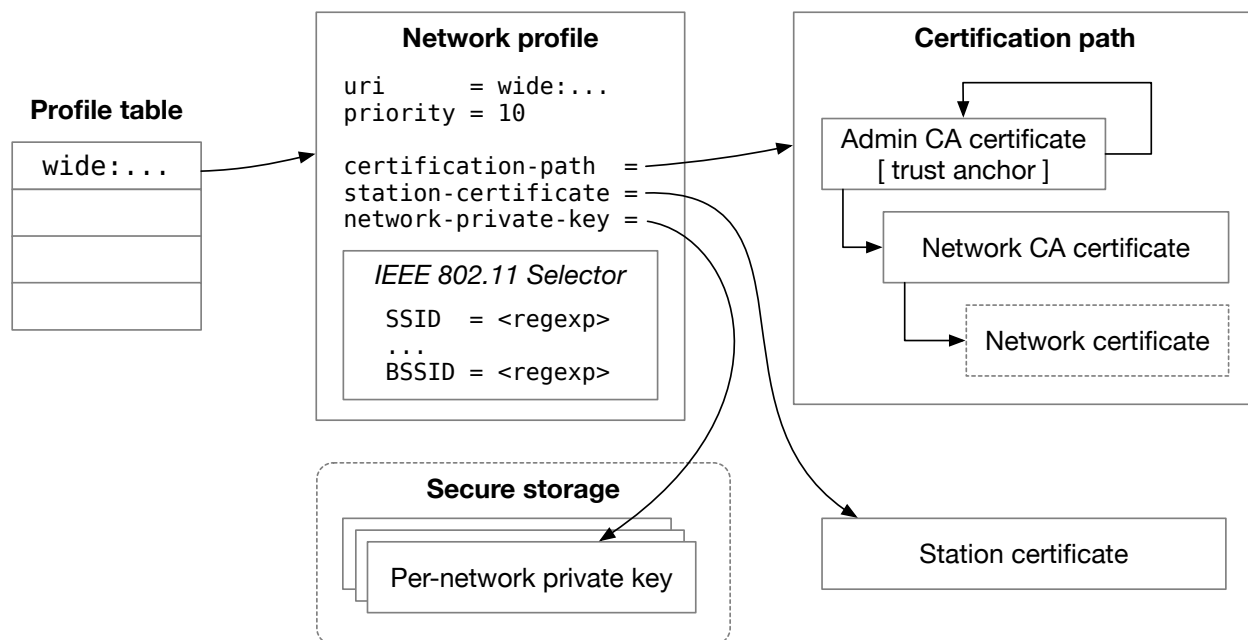 Profile table
wide:...
Network profile
uri      = wide:...
priority = 10
certification-path  =
station-certificate =
network-private-key =
IEEE 802.11 Selector
SSID  = <regexp>
...
BSSID = <regexp>
Certification path
Admin CA certificate
[ trust anchor ]
Network CA certificate
Network certificate
Secure storage
Per-network private key
Station certificate